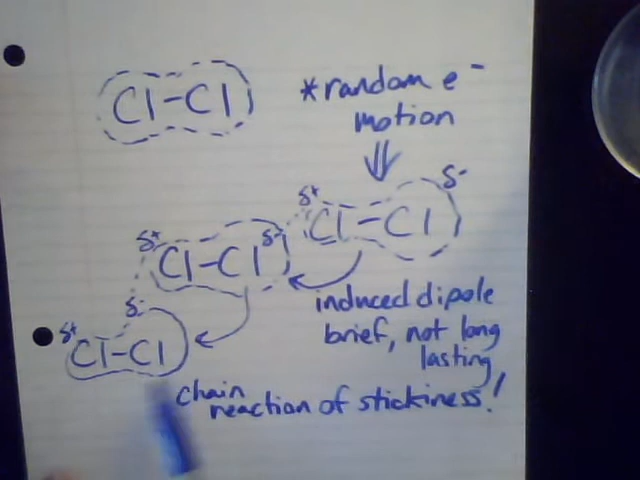 Cl-Cl
*random e⁻
motion
δ⁺ Cl-Cl δ⁻
δ⁺ Cl-Cl δ⁻
induced dipole
brief, not long
lasting
δ⁺ Cl-Cl δ⁻
chain
reaction of stickiness!